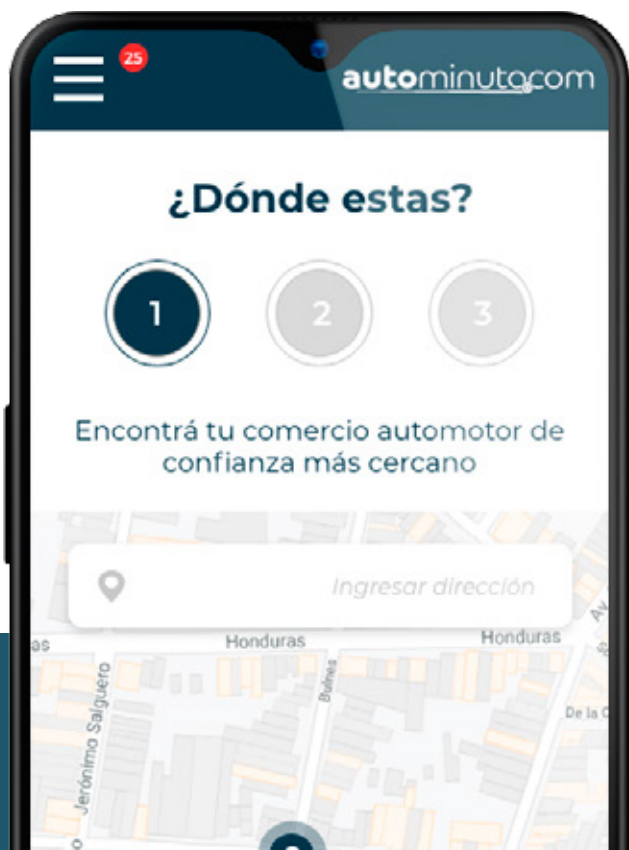 25
autominuto.com
¿Dónde estas?
1 2 3
Encontrá tu comercio automotor de
confianza más cercano
Ingresar dirección
Honduras
Honduras
Bulnes
Jerónimo Salguero
Av
De la C